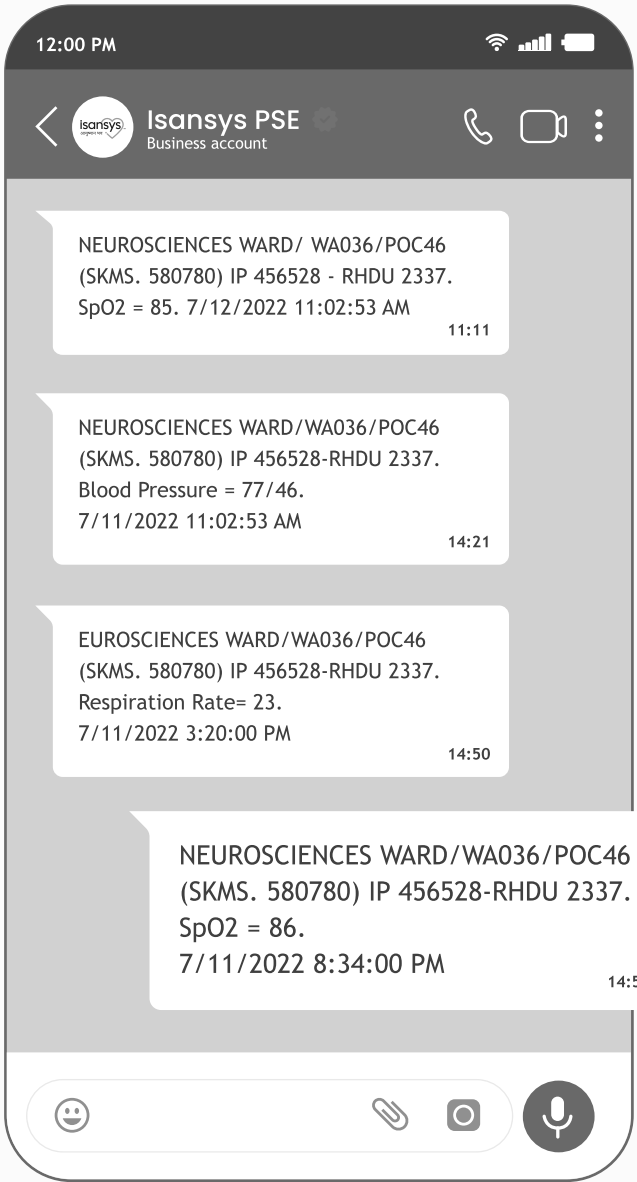 12:00 PM
isansys
Isansys PSE
Business account
NEUROSCIENCES WARD/ WA036/POC46
(SKMS. 580780) IP 456528 - RHDU 2337.
SpO2 = 85. 7/12/2022 11:02:53 AM
11:11
NEUROSCIENCES WARD/WA036/POC46
(SKMS. 580780) IP 456528-RHDU 2337.
Blood Pressure = 77/46.
7/11/2022 11:02:53 AM
14:21
EUROSCIENCES WARD/WA036/POC46
(SKMS. 580780) IP 456528-RHDU 2337.
Respiration Rate= 23.
7/11/2022 3:20:00 PM
14:50
NEUROSCIENCES WARD/WA036/POC46
(SKMS. 580780) IP 456528-RHDU 2337.
SpO2 = 86.
7/11/2022 8:34:00 PM